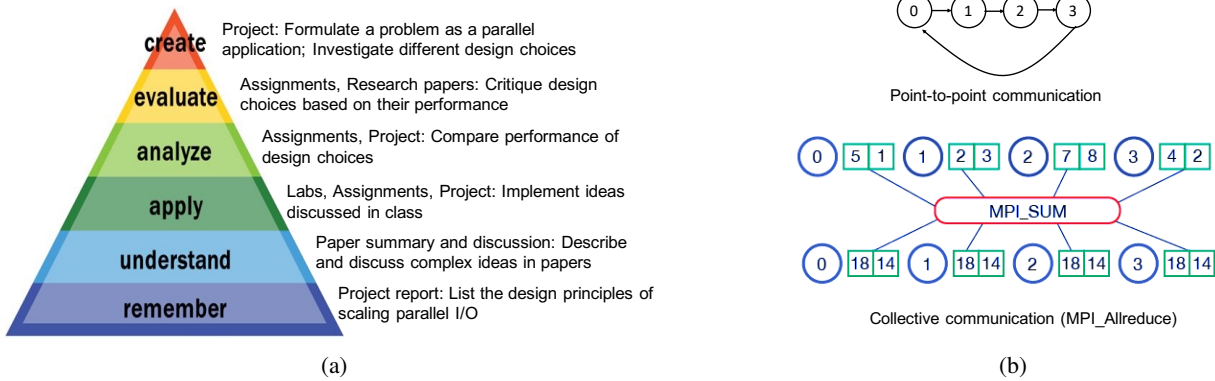 create
Project: Formulate a problem as a parallel
application; Investigate different design choices
evaluate
Assignments, Research papers: Critique design
choices based on their performance
analyze
Assignments, Project: Compare performance of
design choices
apply
Labs, Assignments, Project: Implement ideas
discussed in class
understand
Paper summary and discussion: Describe
and discuss complex ideas in papers
remember
Project report: List the design principles of
scaling parallel I/O
(a)
0 1 2 3
Point-to-point communication
0 5 1 1 2 3 2 7 8 3 4 2
MPI_SUM
0 18 14 1 18 14 2 18 14 3 18 14
Collective communication (MPI_Allreduce)
(b)